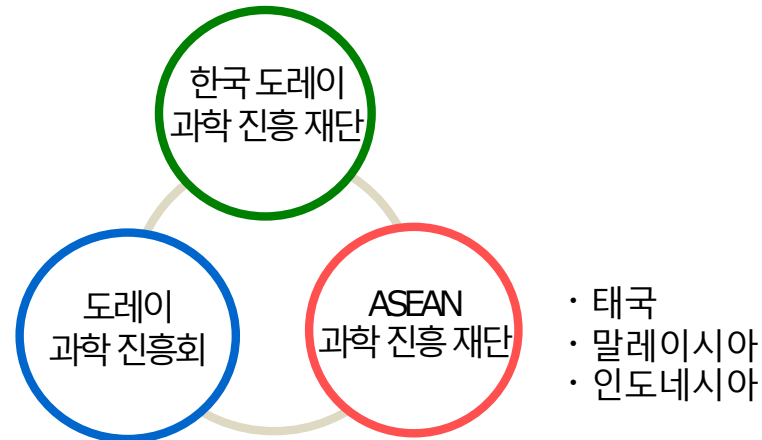 한국 도레이
과학 진흥 재단
도레이
과학 진흥회
ASEAN
과학 진흥 재단
· 태국
· 말레이시아
· 인도네시아